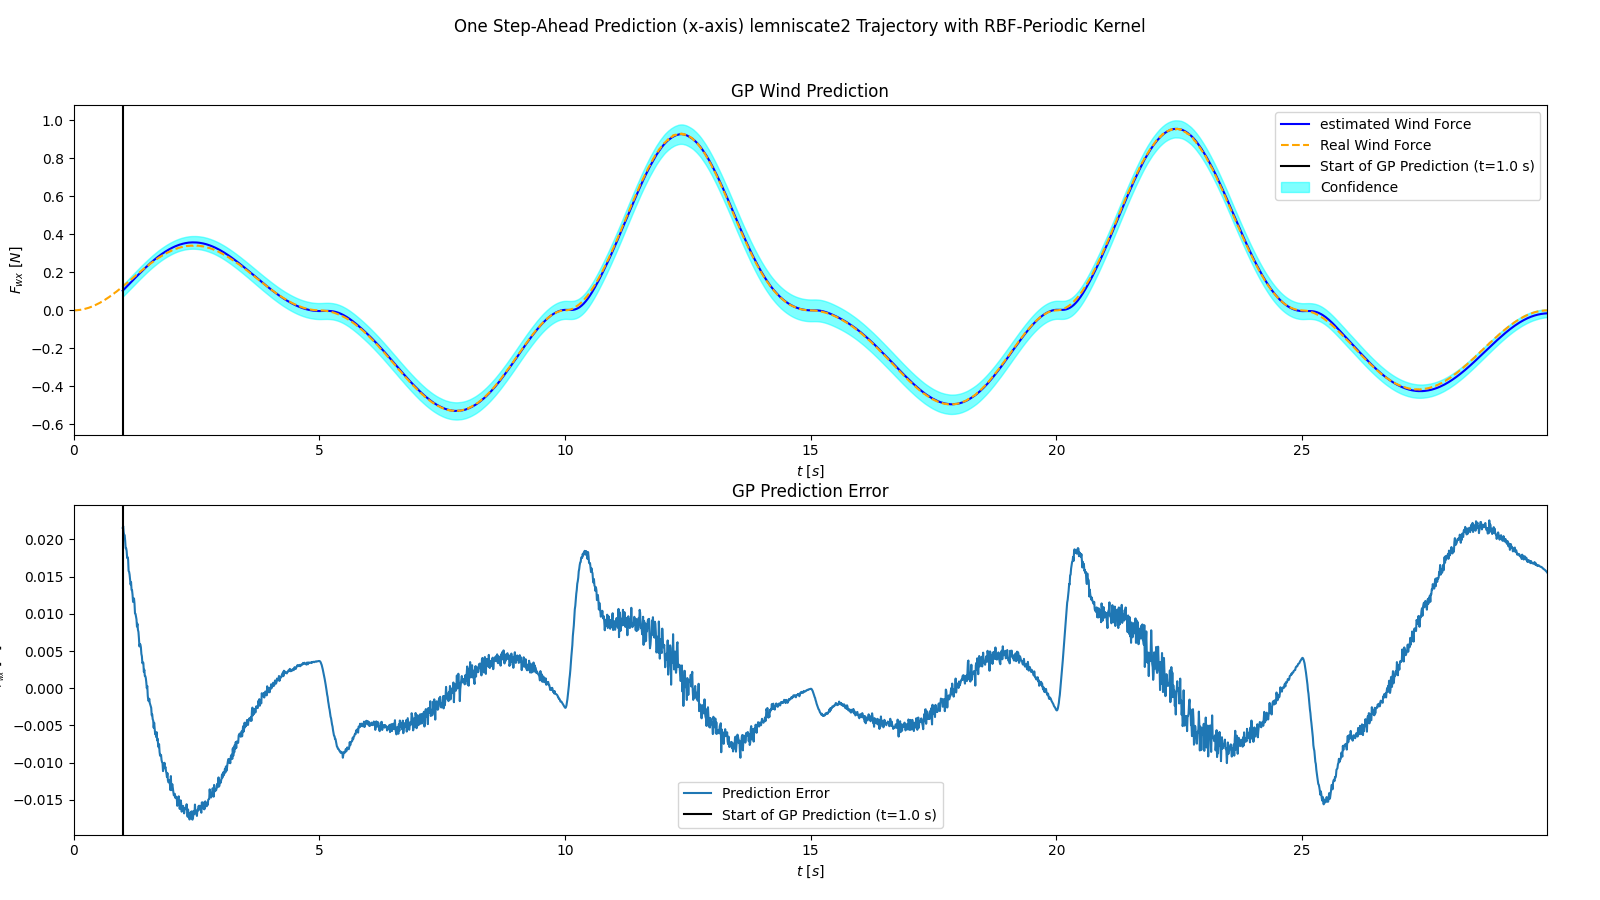 One Step-Ahead Prediction (x-axis) lemniscate2 Trajectory with RBF-Periodic Kernel
GP Wind Prediction
1.0
0.8
0.6
0.4
0.2
0.0
−0.2
−0.4
−0.6
F_wx [N]
estimated Wind Force
Real Wind Force
Start of GP Prediction (t=1.0 s)
Confidence
0 5 10 15 20 25
t [s]
GP Prediction Error
0.020
0.015
0.010
0.005
0.000
−0.005
−0.010
−0.015
Prediction Error
Start of GP Prediction (t=1.0 s)
0 5 10 15 20 25
t [s]